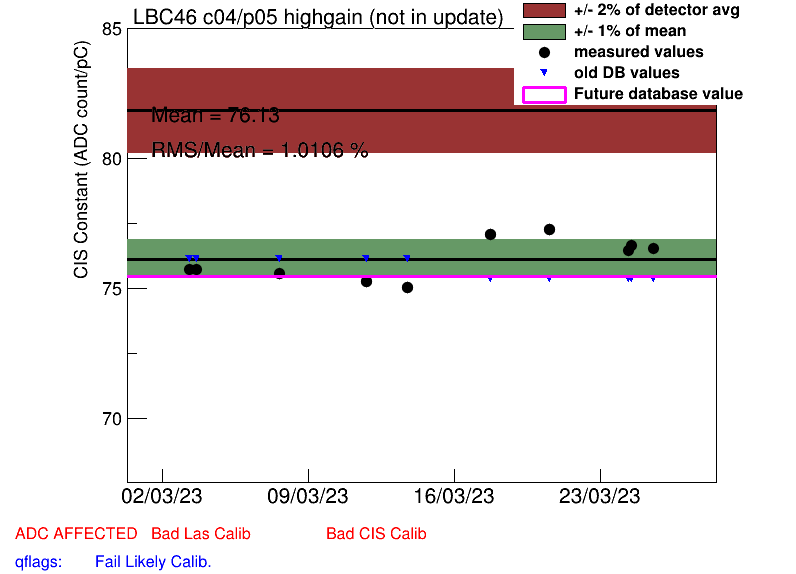 LBC46 c04/p05 highgain (not in update)
+/- 2% of detector avg
+/- 1% of mean
measured values
old DB values
Future database value
CIS Constant (ADC count/pC)
85
80
75
70
Mean = 76.13
RMS/Mean = 1.0106 %
02/03/23 09/03/23 16/03/23 23/03/23
ADC AFFECTED Bad Las Calib Bad CIS Calib
qflags: Fail Likely Calib.